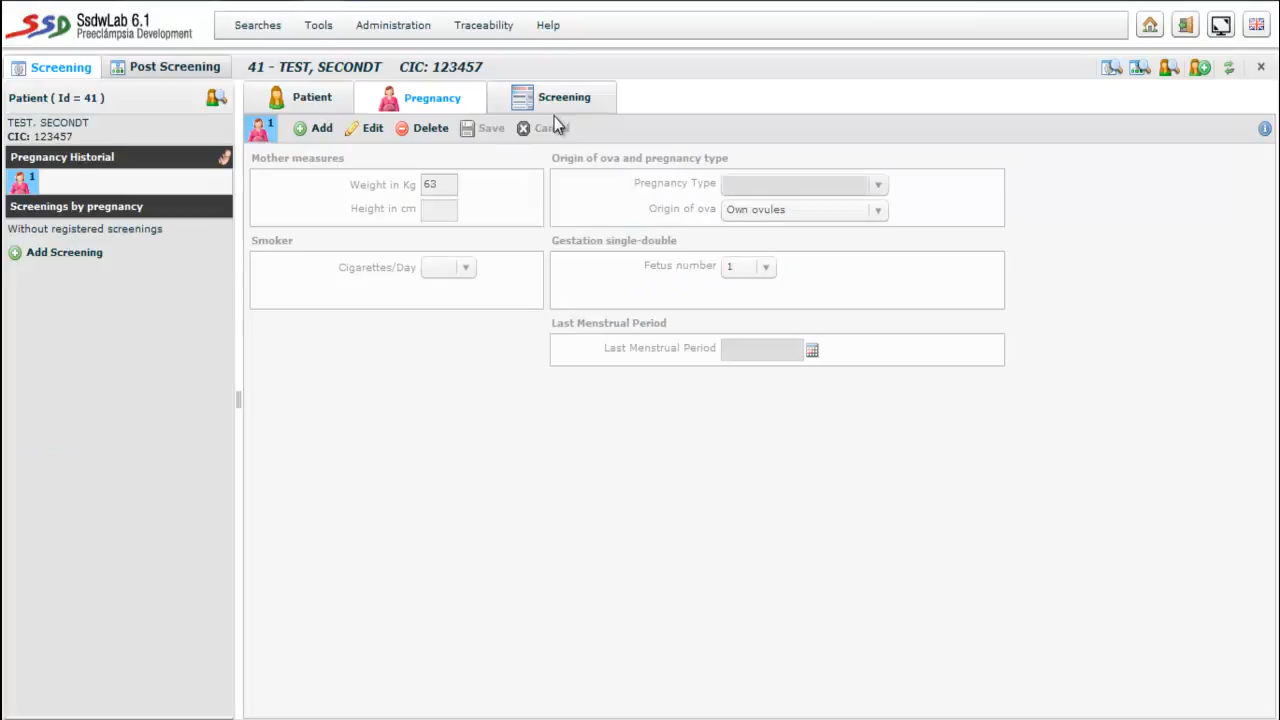 SSD SsdwLab 6.1
Preeclámpsia Development
Searches Tools Administration Traceability Help
Screening Post Screening
41 - TEST, SECONDT CIC: 123457
Patient ( Id = 41 )
TEST. SECONDT
CIC: 123457
Pregnancy Historial
1
Screenings by pregnancy
Without registered screenings
Add Screening
Patient Pregnancy Screening
1 Add Edit Delete Save
Mother measures
Weight in Kg 63
Height in cm
Smoker
Cigarettes/Day
Origin of ova and pregnancy type
Pregnancy Type
Origin of ova Own ovules
Gestation single-double
Fetus number 1
Last Menstrual Period
Last Menstrual Period